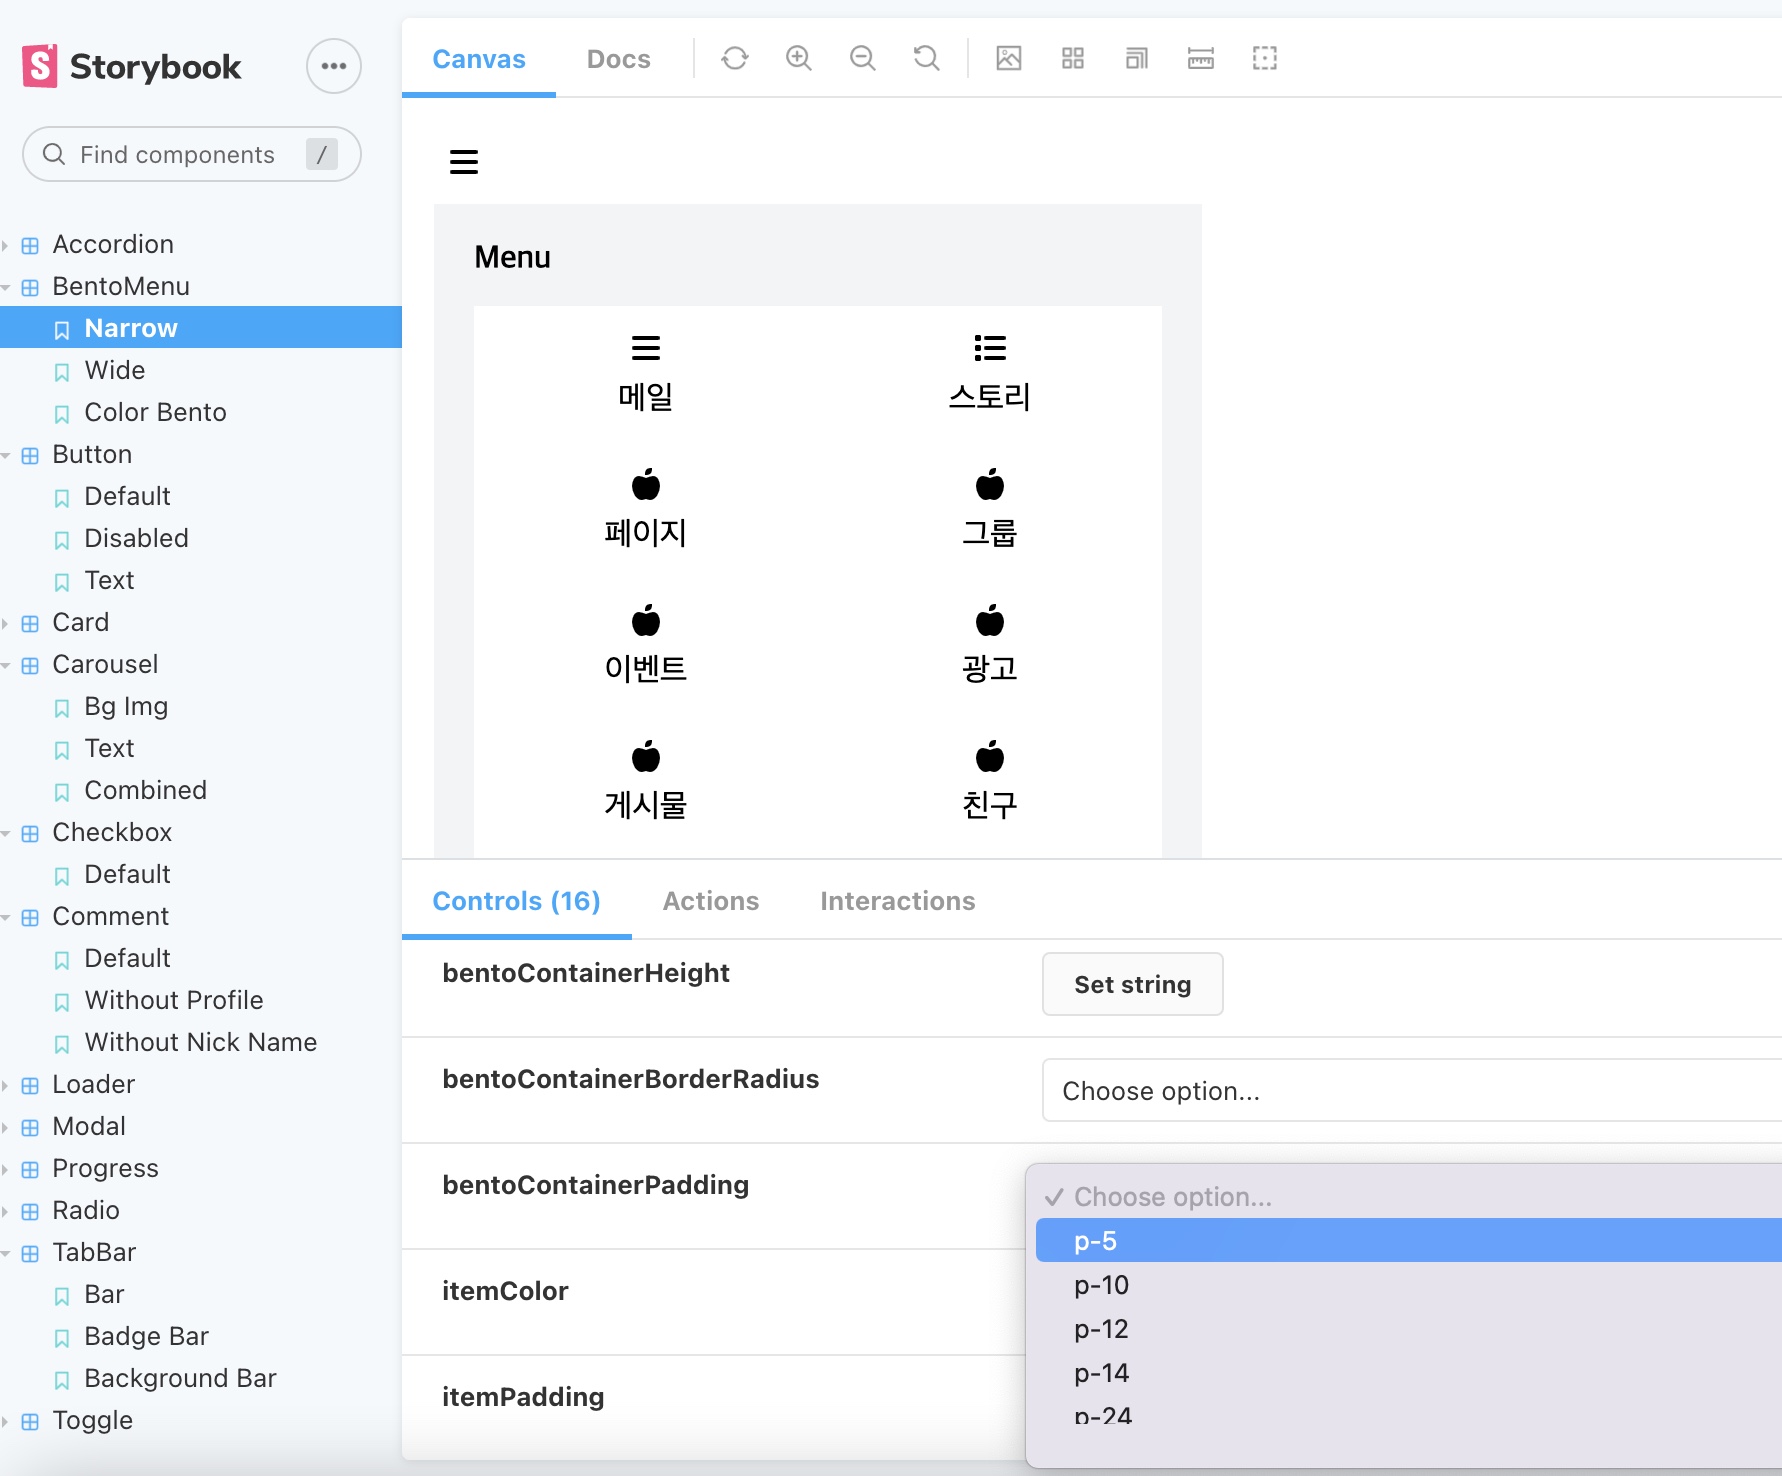 Storybook
Find components
/
Accordion
BentoMenu
Narrow
Wide
Color Bento
Button
Default
Disabled
Text
Card
Carousel
Bg Img
Text
Combined
Checkbox
Default
Comment
Default
Without Profile
Without Nick Name
Loader
Modal
Progress
Radio
TabBar
Bar
Badge Bar
Background Bar
Toggle
Canvas
Docs
Menu
메일
스토리
페이지
그룹
이벤트
광고
게시물
친구
Controls (16)
Actions
Interactions
bentoContainerHeight
Set string
bentoContainerBorderRadius
Choose option...
bentoContainerPadding
Choose option...
p-5
p-10
p-12
p-14
p-24
itemColor
itemPadding